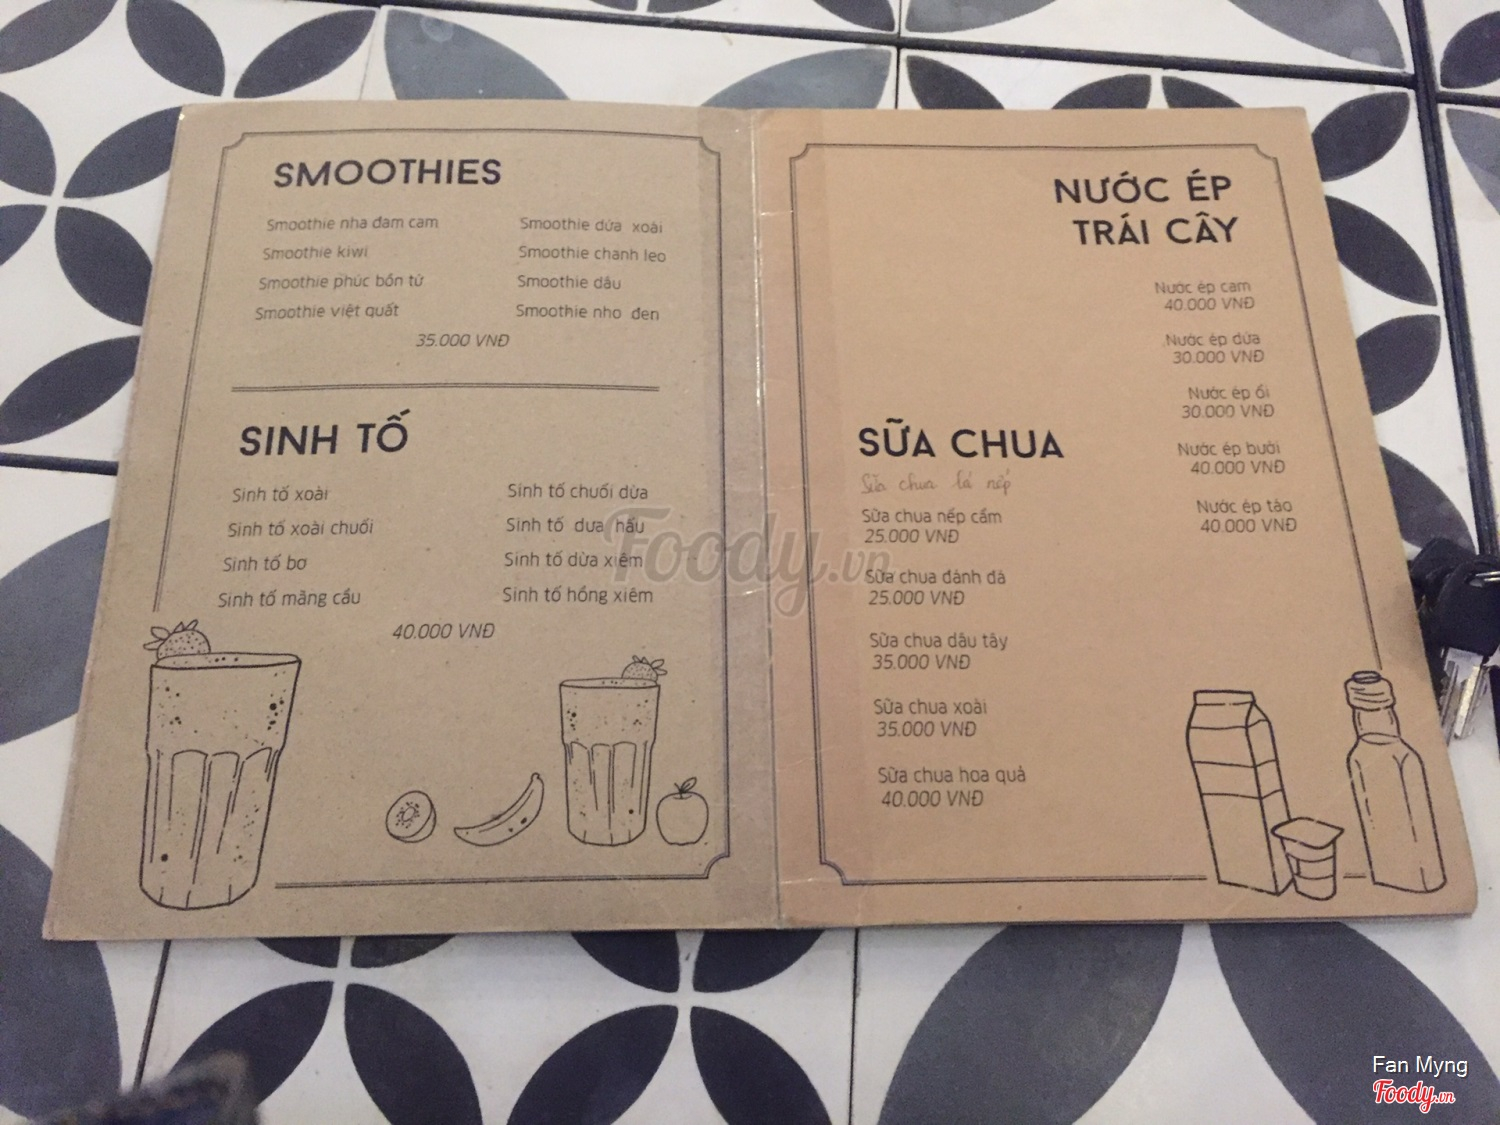 SMOOTHIES
Smoothie nha đam cam
Smoothie kiwi
Smoothie phúc bồn tử
Smoothie việt quất
Smoothie dứa xoài
Smoothie chanh leo
Smoothie dâu
Smoothie nho đen
35.000 VNĐ
SINH TỐ
Sinh tố xoài
Sinh tố xoài chuối
Sinh tố bơ
Sinh tố mãng cầu
Sinh tố chuối dừa
Sinh tố dưa hấu
Sinh tố dừa xiêm
Sinh tố hồng xiêm
40.000 VNĐ
NƯỚC ÉP
TRÁI CÂY
Nước ép cam
40.000 VNĐ
Nước ép dứa
30.000 VNĐ
Nước ép ổi
30.000 VNĐ
Nước ép bưởi
40.000 VNĐ
Nước ép táo
40.000 VNĐ
SỮA CHUA
Sữa chua lá nếp
Sữa chua nếp cẩm
25.000 VNĐ
Sữa chua đánh đá
25.000 VNĐ
Sữa chua dâu tây
35.000 VNĐ
Sữa chua xoài
35.000 VNĐ
Sữa chua hoa quả
40.000 VNĐ
Foody.vn
Fan Myng
Foody.vn